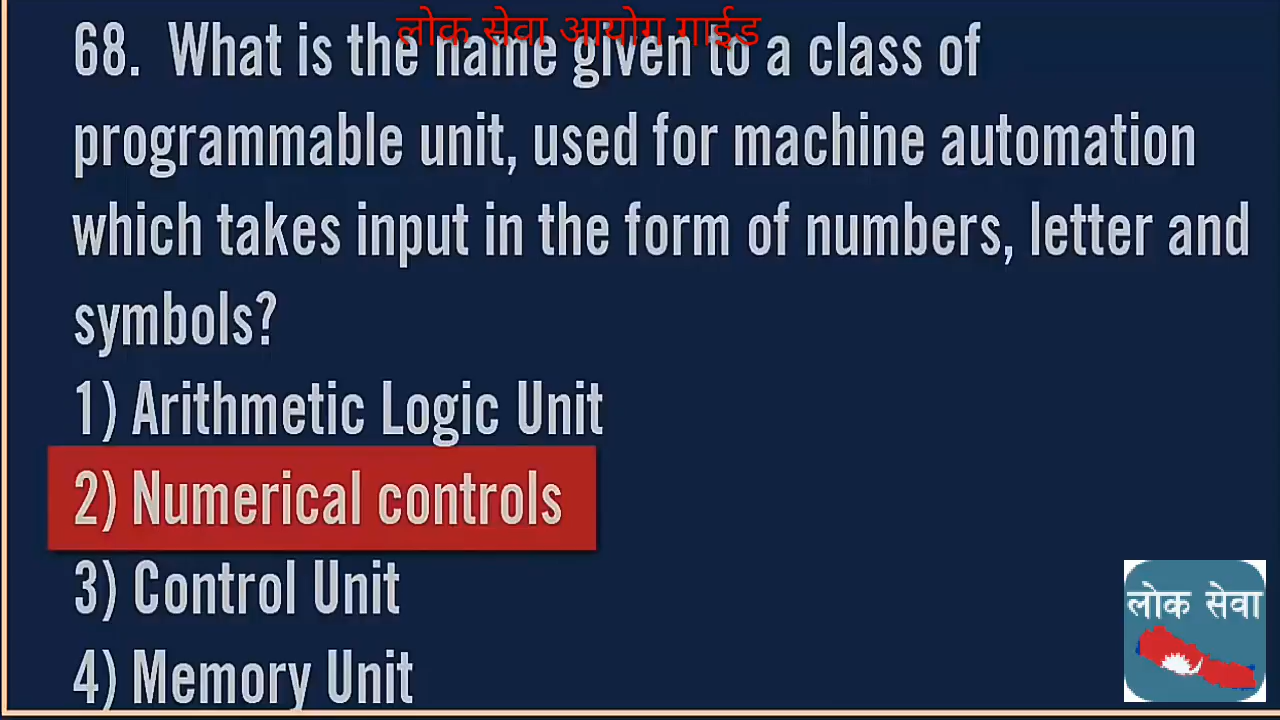 लोक सेवा आयोग गाईड
68. What is the name given to a class of
programmable unit, used for machine automation
which takes input in the form of numbers, letter and
symbols?
1) Arithmetic Logic Unit
2) Numerical controls
3) Control Unit
4) Memory Unit
लोक सेवा